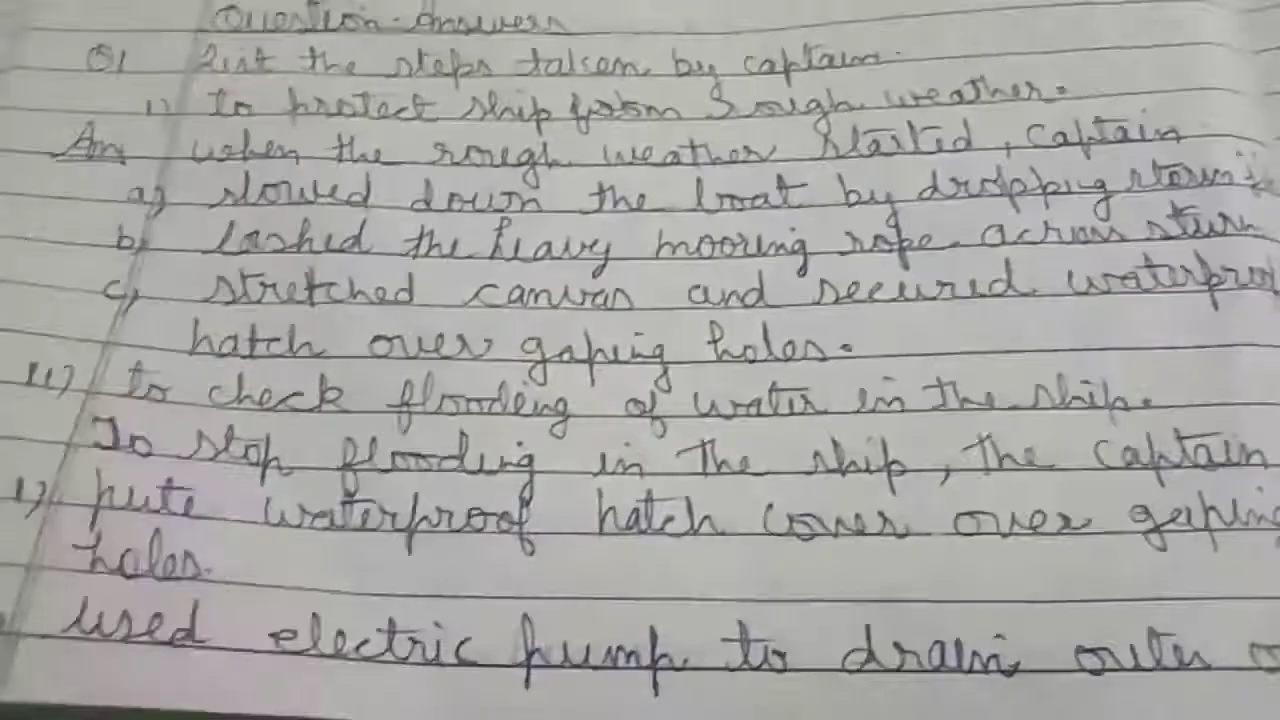 Question-Answers
Q1 List the steps taken by captain.
i) to protect ship from rough weather.
Ans when the rough weather started, captain
a) slowed down the boat by dropping storm
b) lashed the heavy mooring rope across stern
c) stretched canvas and secured waterproof
hatch over gaping holes.
ii) to check flooding of water in the ship.
To stop flooding in the ship, the captain
1) pute waterproof hatch cover over gaping
holes.
used electric pump to drain outer